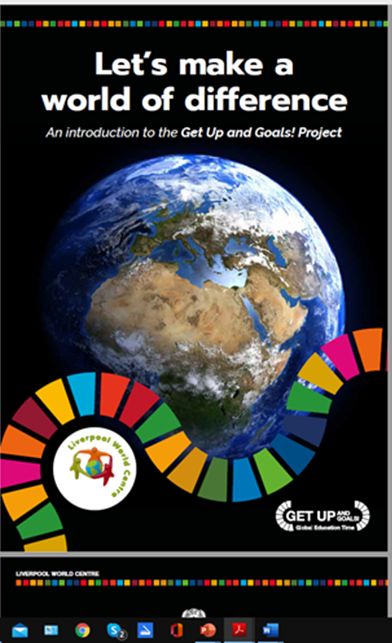 Let's make a
world of difference
An introduction to the Get Up and Goals! Project
Liverpool World Centre
GET UP AND GOALS!
Global Education Time
LIVERPOOL WORLD CENTRE
2